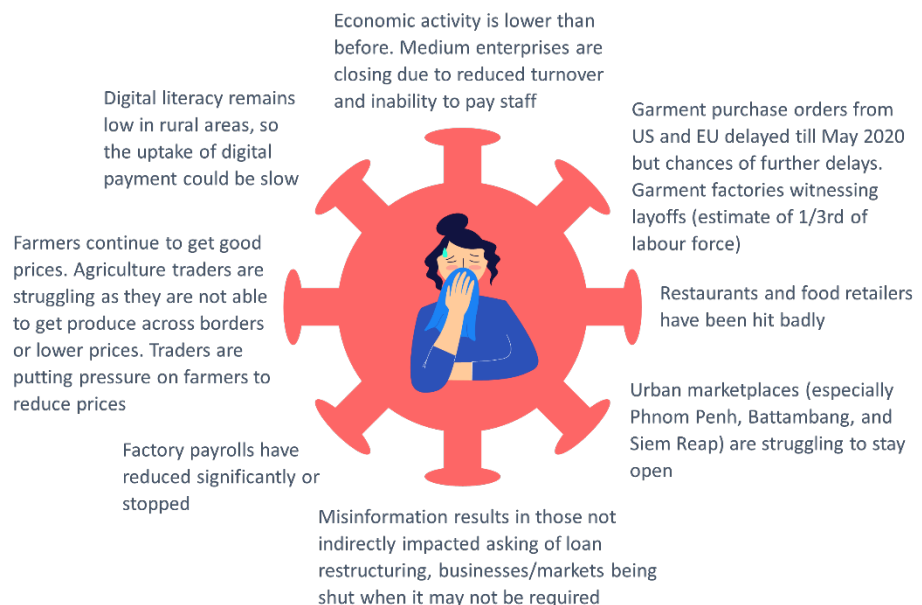 Economic activity is lower than
before. Medium enterprises are
closing due to reduced turnover
and inability to pay staff
Digital literacy remains
low in rural areas, so
the uptake of digital
payment could be slow
Garment purchase orders from
US and EU delayed till May 2020
but chances of further delays.
Garment factories witnessing
layoffs (estimate of 1/3rd of
labour force)
Farmers continue to get good
prices. Agriculture traders are
struggling as they are not able
to get produce across borders
or lower prices. Traders are
putting pressure on farmers to
reduce prices
Restaurants and food retailers
have been hit badly
Urban marketplaces (especially
Phnom Penh, Battambang, and
Siem Reap) are struggling to stay
open
Factory payrolls have
reduced significantly or
stopped
Misinformation results in those not
indirectly impacted asking of loan
restructuring, businesses/markets being
shut when it may not be required